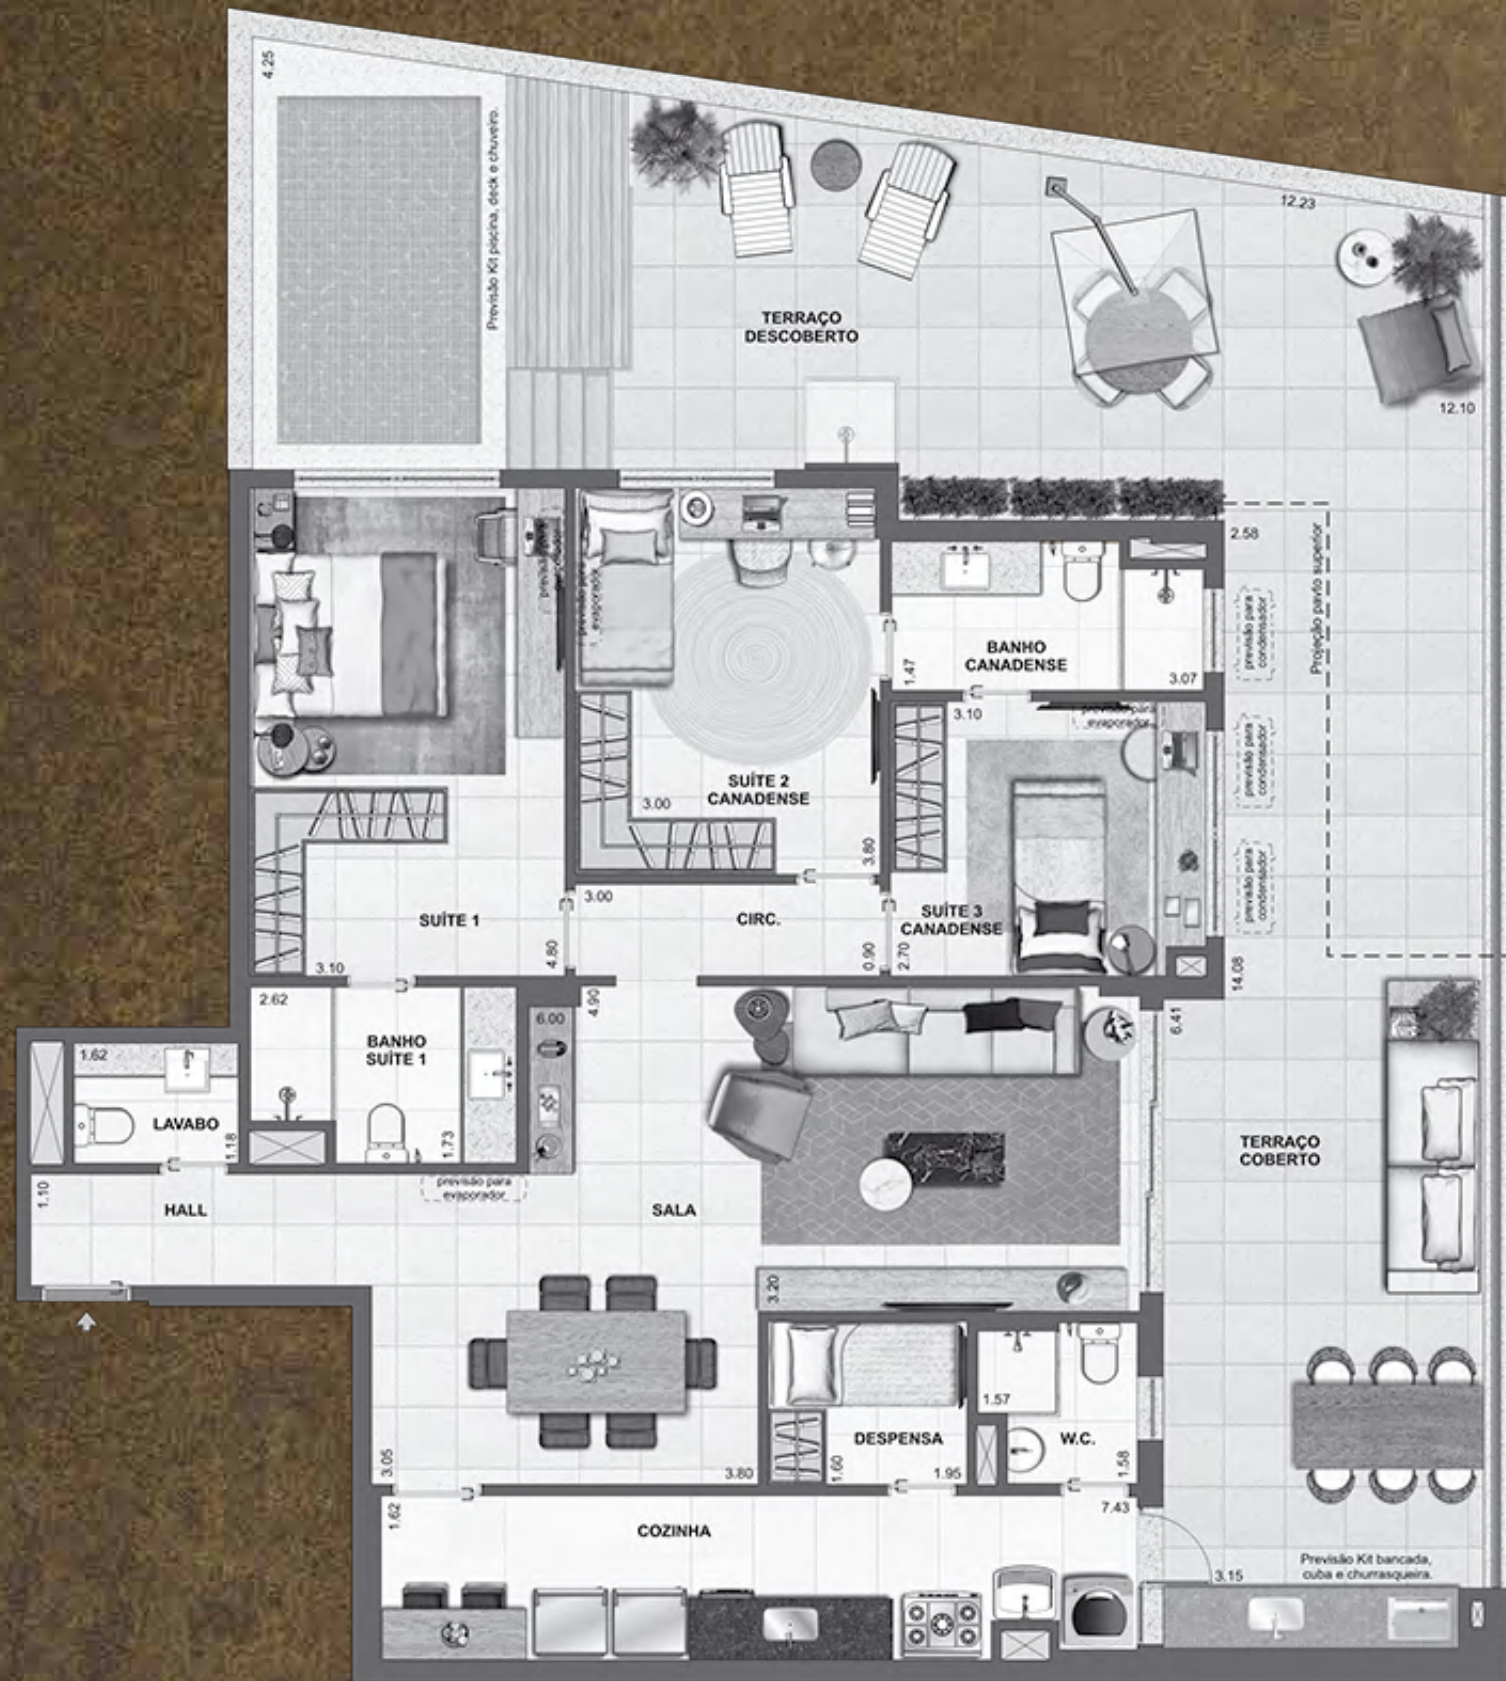 4.25
Previsão Kit piscina, deck e chuveiro.
12.23
TERRAÇO
DESCOBERTO
12.10
2.58
Projeção pavto superior
previsão para
evaporador
previsão para
evaporador
BANHO
CANADENSE
1.47
3.07
previsão para
condensador
3.10
previsão para
evaporador
previsão para
condensador
SUÍTE 2
CANADENSE
3.00
3.80
previsão para
condensador
SUÍTE 1
3.00
CIRC.
SUÍTE 3
CANADENSE
3.10
4.80
0.90
2.70
14.08
2.62
4.90
6.00
6.41
BANHO
SUÍTE 1
1.62
LAVABO
1.18
1.73
TERRAÇO
COBERTO
1.10
HALL
previsão para
evaporador
SALA
3.20
1.57
DESPENSA
W.C.
3.05
3.80
1.60
1.95
1.58
1.62
7.43
COZINHA
Previsão Kit bancada,
cuba e churrasqueira.
3.15